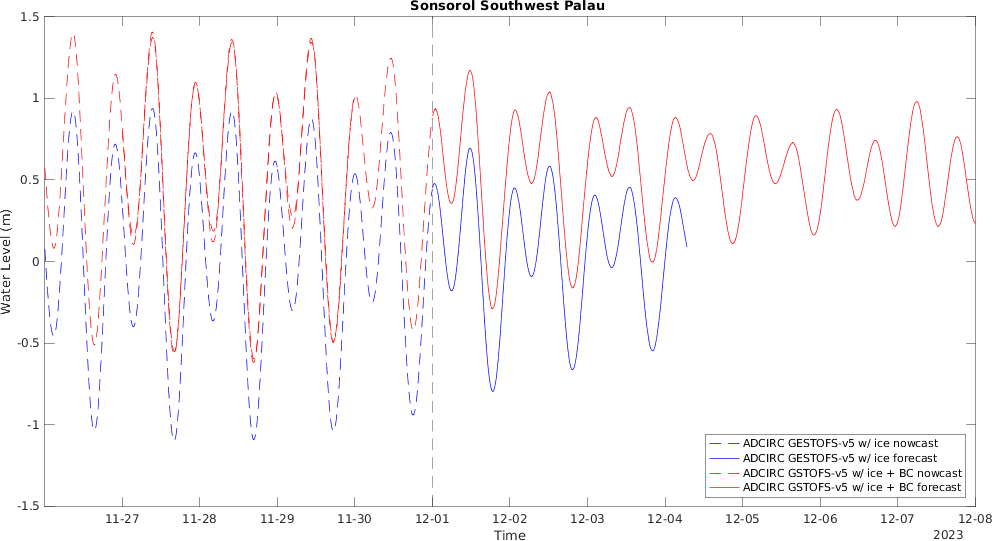 Sonsorol Southwest Palau
1.5
1
0.5
0
-0.5
-1
-1.5
Water Level (m)
ADCIRC GESTOFS-v5 w/ ice nowcast
ADCIRC GESTOFS-v5 w/ ice forecast
ADCIRC GSTOFS-v5 w/ ice + BC nowcast
ADCIRC GSTOFS-v5 w/ ice + BC forecast
11-27 11-28 11-29 11-30 12-01 12-02 12-03 12-04 12-05 12-06 12-07 12-08
Time
2023